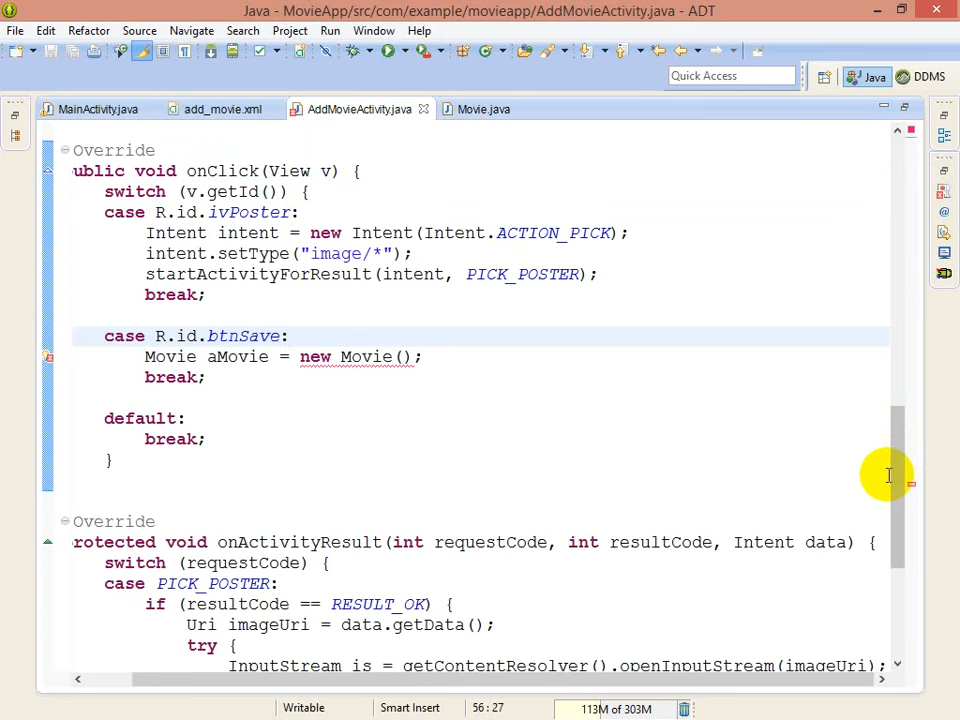 Java - MovieApp/src/com/example/movieapp/AddMovieActivity.java - ADT
File Edit Refactor Source Navigate Search Project Run Window Help
Quick Access Java DDMS
MainActivity.java add_movie.xml AddMovieActivity.java Movie.java
Override
ublic void onClick(View v) {
switch (v.getId()) {
case R.id.ivPoster:
Intent intent = new Intent(Intent.ACTION_PICK);
intent.setType("image/*");
startActivityForResult(intent, PICK_POSTER);
break;
case R.id.btnSave:
Movie aMovie = new Movie();
break;
default:
break;
}
Override
rotected void onActivityResult(int requestCode, int resultCode, Intent data) {
switch (requestCode) {
case PICK_POSTER:
if (resultCode == RESULT_OK) {
Uri imageUri = data.getData();
try {
InputStream is = getContentResolver().openInputStream(imageUri);
Writable Smart Insert 56 : 27 113M of 303M